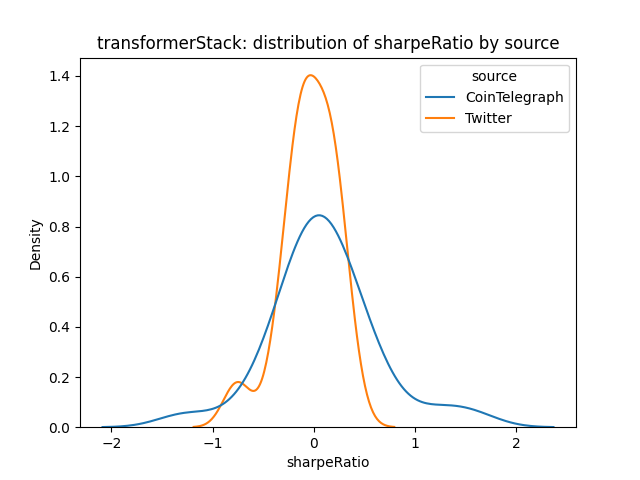 transformerStack: distribution of sharpeRatio by source
source
CoinTelegraph
Twitter
Density
1.4
1.2
1.0
0.8
0.6
0.4
0.2
0.0
−2
−1
0
1
2
sharpeRatio